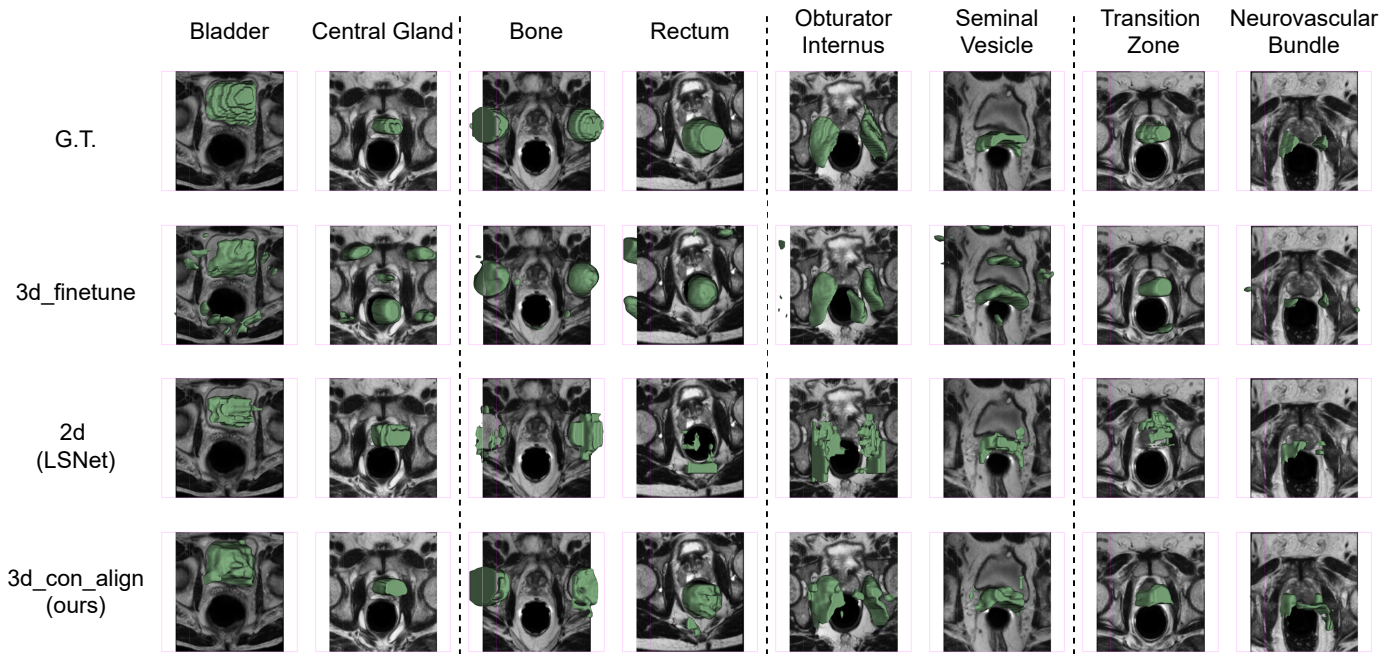 Bladder
Central Gland
Bone
Rectum
Obturator
Internus
Seminal
Vesicle
Transition
Zone
Neurovascular
Bundle
G.T.
3d_finetune
2d
(LSNet)
3d_con_align
(ours)